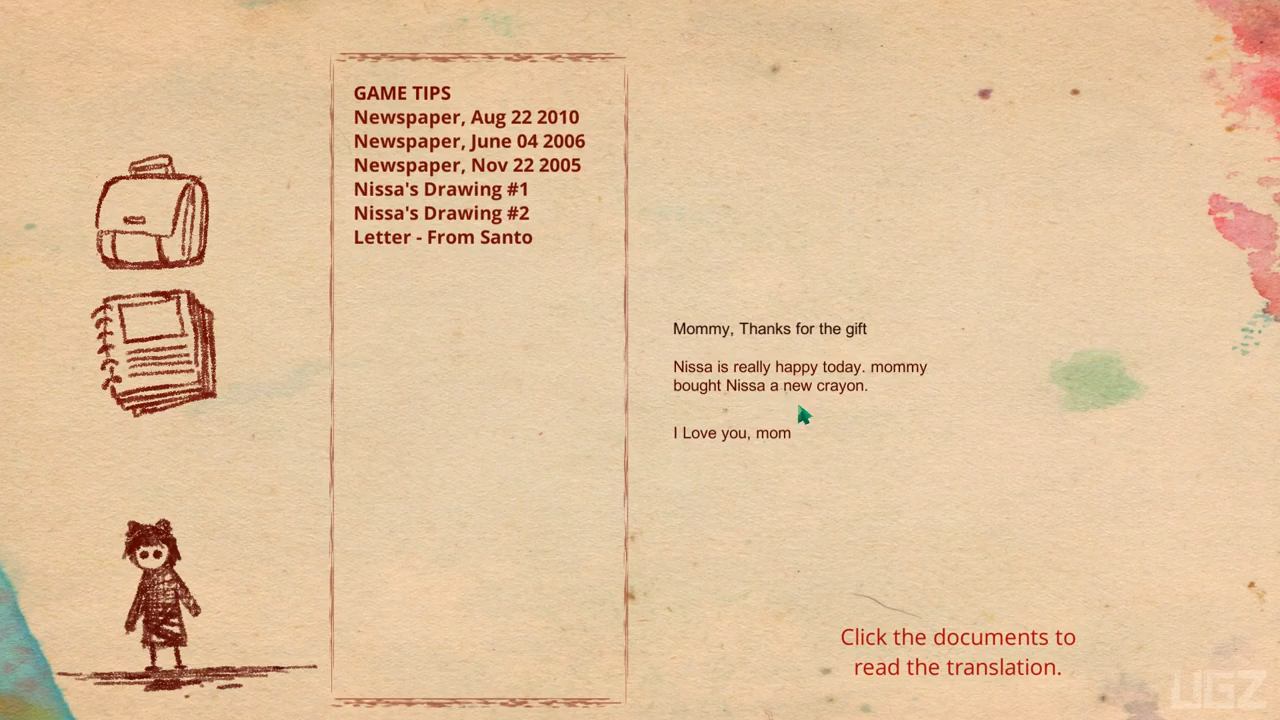 GAME TIPS
Newspaper, Aug 22 2010
Newspaper, June 04 2006
Newspaper, Nov 22 2005
Nissa's Drawing #1
Nissa's Drawing #2
Letter - From Santo
Mommy, Thanks for the gift
Nissa is really happy today. mommy
bought Nissa a new crayon.
I Love you, mom
Click the documents to
read the translation.
UGZ